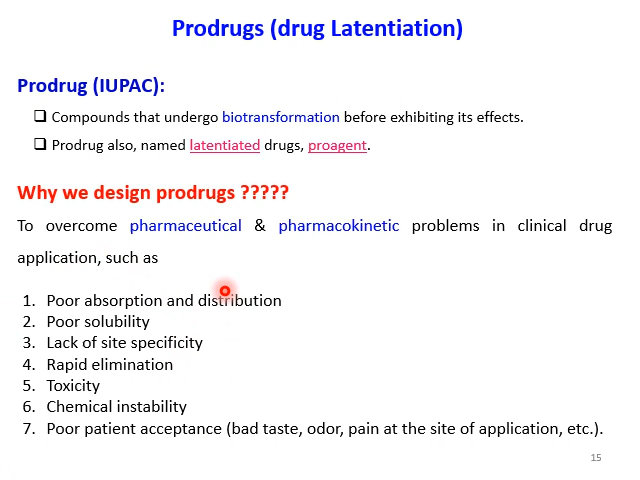 Prodrugs (drug Latentiation)
Prodrug (IUPAC):
❑ Compounds that undergo biotransformation before exhibiting its effects.
❑ Prodrug also, named latentiated drugs, proagent.
Why we design prodrugs ?????
To overcome pharmaceutical & pharmacokinetic problems in clinical drug
application, such as
1. Poor absorption and distribution
2. Poor solubility
3. Lack of site specificity
4. Rapid elimination
5. Toxicity
6. Chemical instability
7. Poor patient acceptance (bad taste, odor, pain at the site of application, etc.).
15